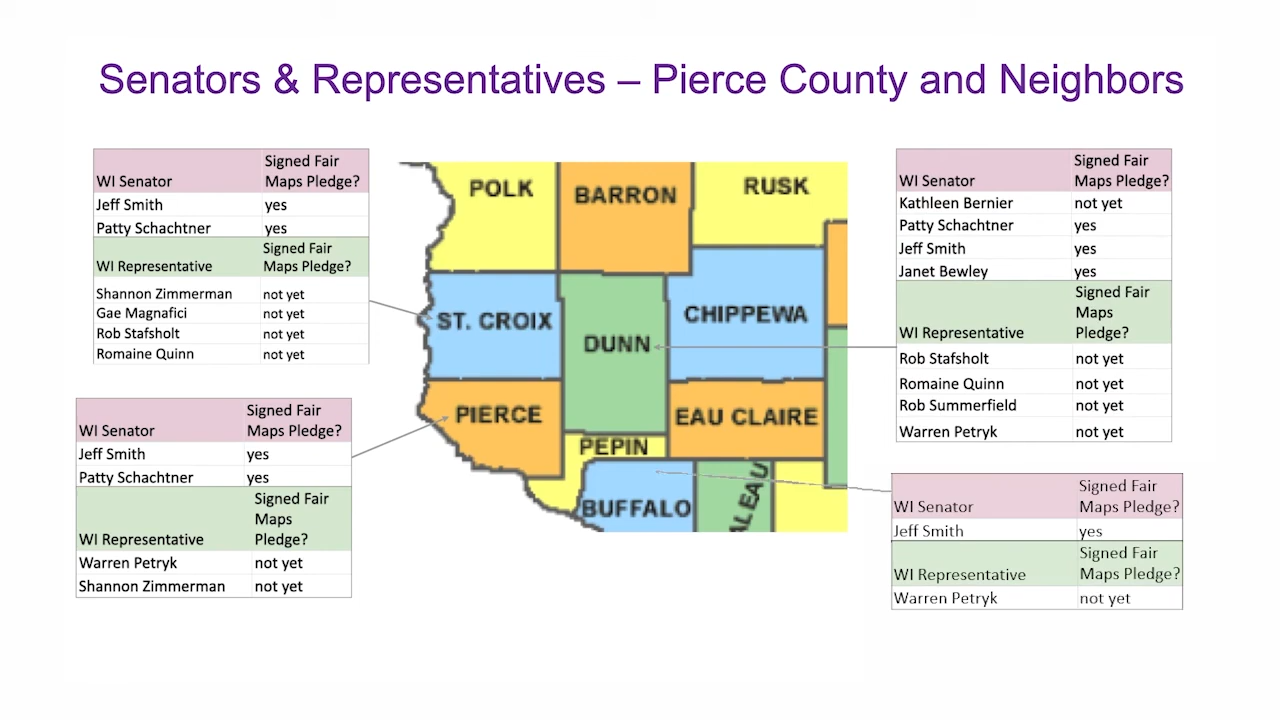 Senators & Representatives – Pierce County and Neighbors
Signed Fair
WI Senator Maps Pledge?
Jeff Smith yes
Patty Schachtner yes
Signed Fair
WI Representative Maps Pledge?
Shannon Zimmerman not yet
Gae Magnafici not yet
Rob Stafsholt not yet
Romaine Quinn not yet
Signed Fair
WI Senator Maps Pledge?
Jeff Smith yes
Patty Schachtner yes
Signed Fair
Maps
WI Representative Pledge?
Warren Petryk not yet
Shannon Zimmerman not yet
POLK
BARRON
RUSK
ST. CROIX
DUNN
CHIPPEWA
PIERCE
EAU CLAIRE
PEPIN
BUFFALO
ALEAU
Signed Fair
WI Senator Maps Pledge?
Kathleen Bernier not yet
Patty Schachtner yes
Jeff Smith yes
Janet Bewley yes
Signed Fair
Maps
WI Representative Pledge?
Rob Stafsholt not yet
Romaine Quinn not yet
Rob Summerfield not yet
Warren Petryk not yet
Signed Fair
WI Senator Maps Pledge?
Jeff Smith yes
Signed Fair
WI Representative Maps Pledge?
Warren Petryk not yet